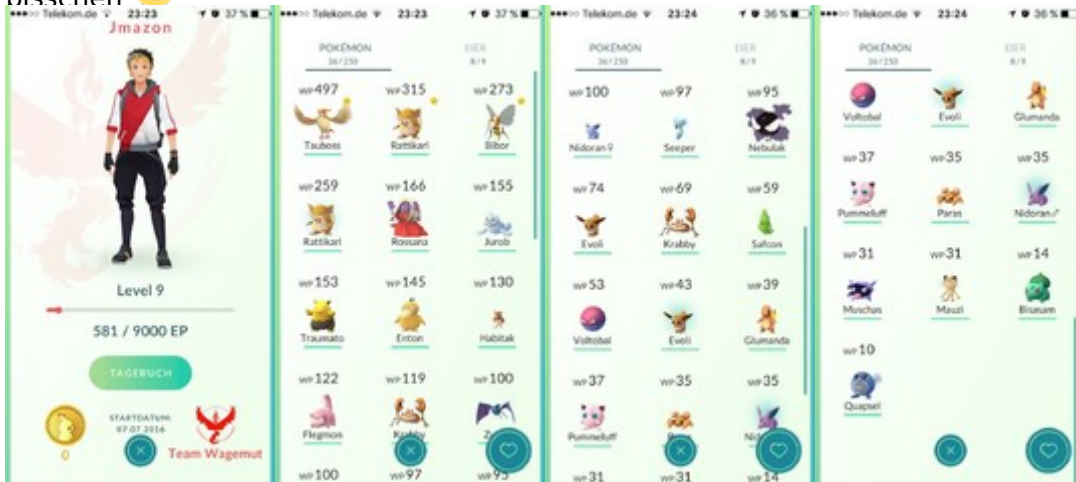 bisschen
Telekom.de 23:23 37 %
Jmazon
Level 9
581 / 9000 EP
TAGEBUCH
STARTDATUM:
07.07.2016
0
Team Wagemut
Telekom.de 23:23 37 %
POKÉMON EIER
36/250 8/9
WP497 WP315 WP273
Tauboss Rattikarl Bibor
WP259 WP166 WP155
Rattikarl Rossana Jurob
WP153 WP145 WP130
Traumato Enton Habitak
WP122 WP119 WP100
Flegmon Krabby
WP100 WP97 WP95
Telekom.de 23:24 36 %
POKÉMON EIER
36/250 8/9
WP100 WP97 WP95
Nidoran♀ Seeper Nebulak
WP74 WP69 WP59
Evoli Krabby Safcon
WP53 WP43 WP39
Voltobal Evoli Glumanda
WP37 WP35 WP35
Pummeluff
WP31 WP31 WP14
Telekom.de 23:24 36 %
POKÉMON EIER
36/250 8/9
Voltobal Evoli Glumanda
WP37 WP35 WP35
Pummeluff Paras Nidoran♂
WP31 WP31 WP14
Muschas Mauzi Bisasam
WP10
Quapsel